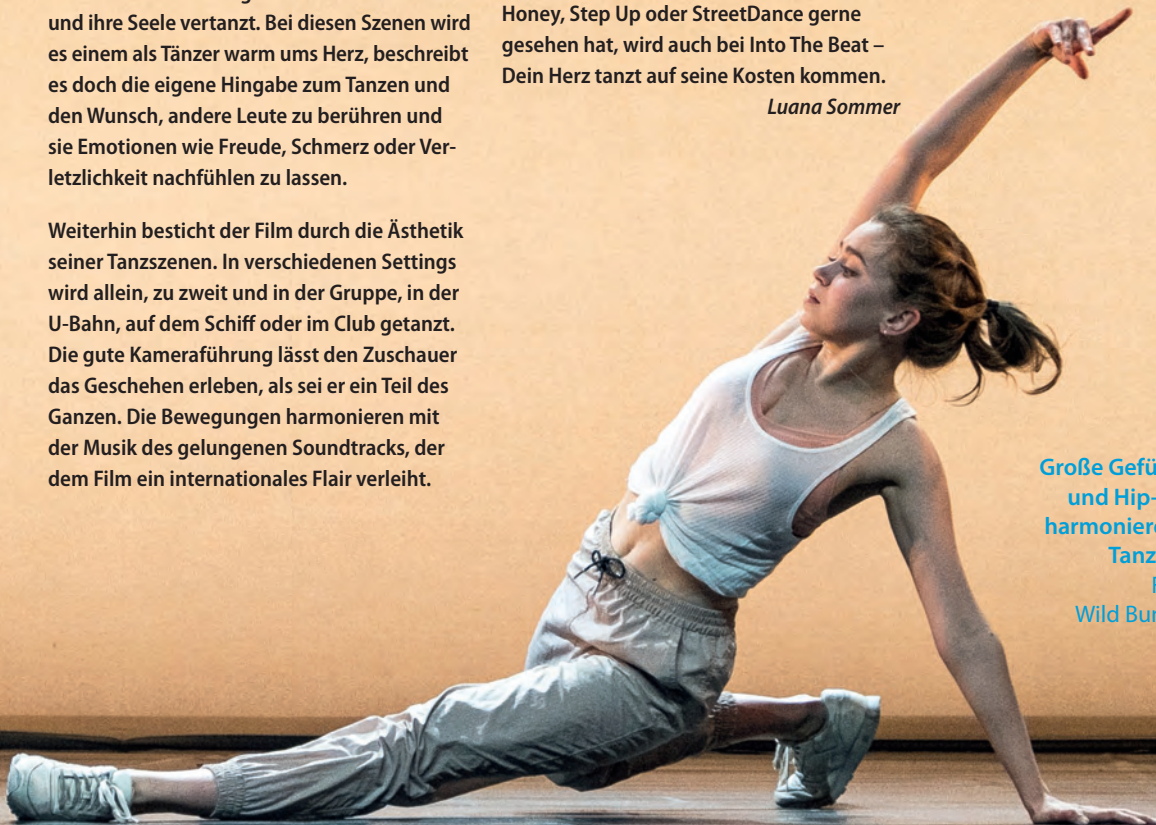 und ihre Seele vertanzt. Bei diesen Szenen wird
es einem als Tänzer warm ums Herz, beschreibt
es doch die eigene Hingabe zum Tanzen und
den Wunsch, andere Leute zu berühren und
sie Emotionen wie Freude, Schmerz oder Ver-
letzlichkeit nachfühlen zu lassen.
Weiterhin besticht der Film durch die Ästhetik
seiner Tanzszenen. In verschiedenen Settings
wird allein, zu zweit und in der Gruppe, in der
U-Bahn, auf dem Schiff oder im Club getanzt.
Die gute Kameraführung lässt den Zuschauer
das Geschehen erleben, als sei er ein Teil des
Ganzen. Die Bewegungen harmonieren mit
der Musik des gelungenen Soundtracks, der
dem Film ein internationales Flair verleiht.
Honey, Step Up oder StreetDance gerne
gesehen hat, wird auch bei Into The Beat –
Dein Herz tanzt auf seine Kosten kommen.
Luana Sommer
Große Gefü
und Hip-
harmoniere
Tanz
Wild Bur